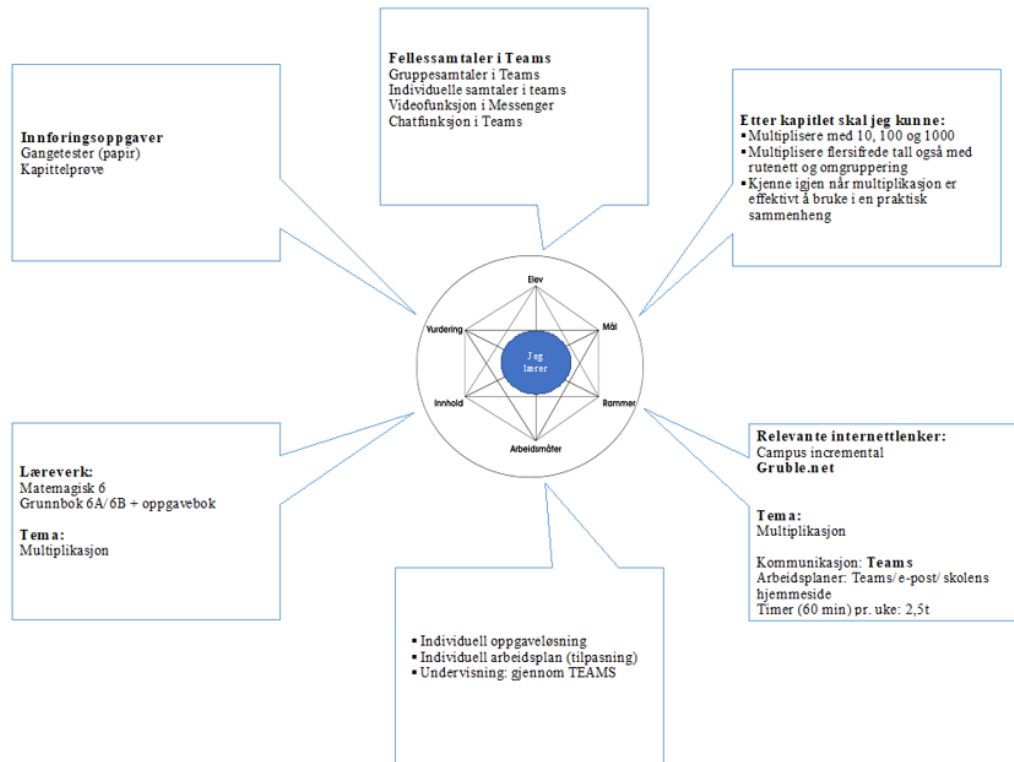 Fellessamtaler i Teams
Gruppesamtaler i Teams
Individuelle samtaler i teams
Videofunksjon i Messenger
Chatfunksjon i Teams
Innføringsoppgaver
Gangetester (papir)
Kapittelprøve
Etter kapitlet skal jeg kunne:
▪ Multiplisere med 10, 100 og 1000
▪ Multiplisere flersifrede tall også med
rutenett og omgruppering
▪ Kjenne igjen når multiplikasjon er
effektivt å bruke i en praktisk
sammenheng
Elev
Vurdering
Mål
Jeg
lærer
Innhold
Rammer
Arbeidsmåter
Læreverk:
Matemagisk 6
Grunnbok 6A/6B + oppgavebok
Tema:
Multiplikasjon
Relevante internettlenker:
Campus incremental
Gruble.net
Tema:
Multiplikasjon
Kommunikasjon: Teams
Arbeidsplaner: Teams/e-post/ skolens
hjemmeside
Timer (60 min) pr. uke: 2,5t
▪ Individuell oppgaveløsning
▪ Individuell arbeidsplan (tilpasning)
▪ Undervisning: gjennom TEAMS